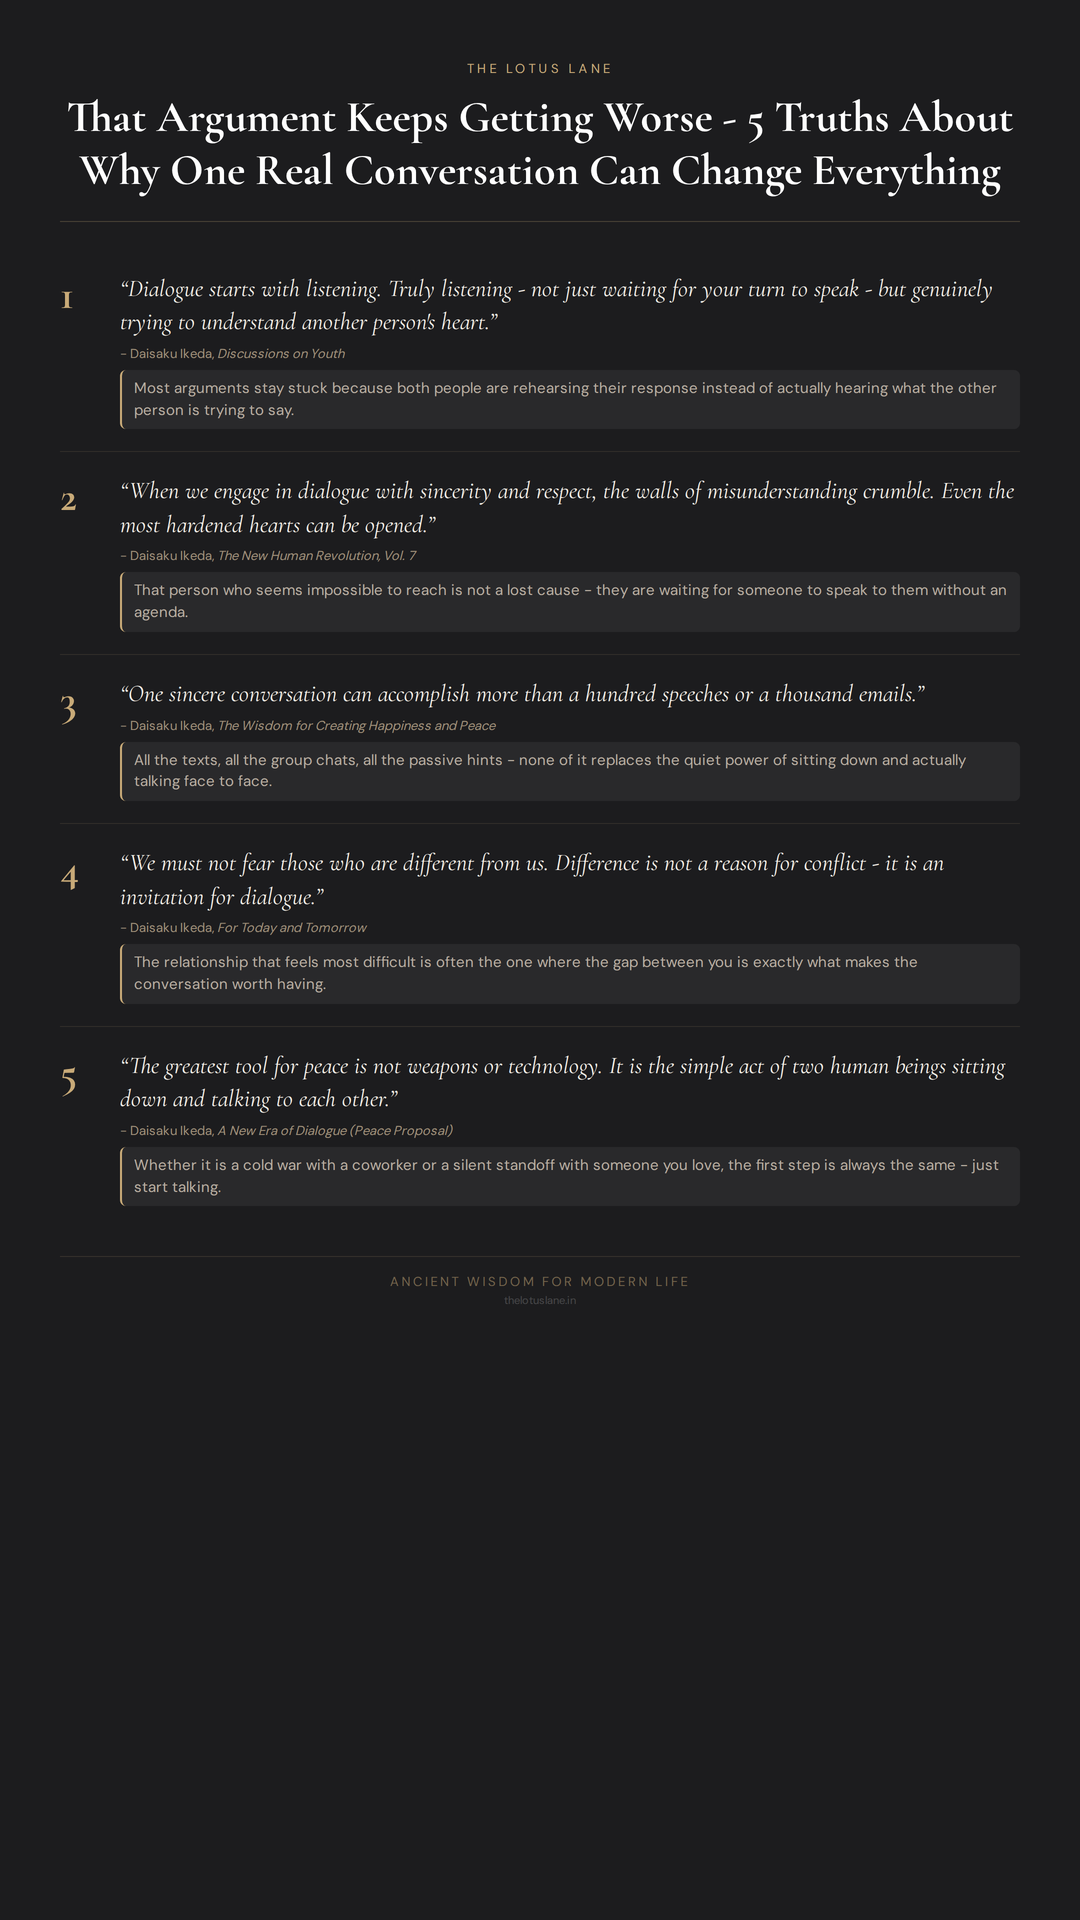 THE LOTUS LANE
That Argument Keeps Getting Worse - 5 Truths About
Why One Real Conversation Can Change Everything
1
“Dialogue starts with listening. Truly listening - not just waiting for your turn to speak - but genuinely
trying to understand another person's heart.”
- Daisaku Ikeda, Discussions on Youth
Most arguments stay stuck because both people are rehearsing their response instead of actually hearing what the other
person is trying to say.
2
“When we engage in dialogue with sincerity and respect, the walls of misunderstanding crumble. Even the
most hardened hearts can be opened.”
- Daisaku Ikeda, The New Human Revolution, Vol. 7
That person who seems impossible to reach is not a lost cause - they are waiting for someone to speak to them without an
agenda.
3
“One sincere conversation can accomplish more than a hundred speeches or a thousand emails.”
- Daisaku Ikeda, The Wisdom for Creating Happiness and Peace
All the texts, all the group chats, all the passive hints - none of it replaces the quiet power of sitting down and actually
talking face to face.
4
“We must not fear those who are different from us. Difference is not a reason for conflict - it is an
invitation for dialogue.”
- Daisaku Ikeda, For Today and Tomorrow
The relationship that feels most difficult is often the one where the gap between you is exactly what makes the
conversation worth having.
5
“The greatest tool for peace is not weapons or technology. It is the simple act of two human beings sitting
down and talking to each other.”
- Daisaku Ikeda, A New Era of Dialogue (Peace Proposal)
Whether it is a cold war with a coworker or a silent standoff with someone you love, the first step is always the same - just
start talking.
ANCIENT WISDOM FOR MODERN LIFE
thelotuslane.in